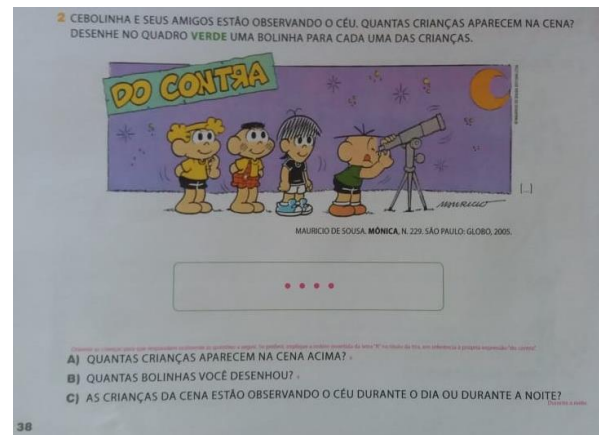 2 CEBOLINHA E SEUS AMIGOS ESTÃO OBSERVANDO O CÉU. QUANTAS CRIANÇAS APARECEM NA CENA?
DESENHE NO QUADRO VERDE UMA BOLINHA PARA CADA UMA DAS CRIANÇAS.
DO CONTRA
MAURICIO
[...]
MAURICIO DE SOUSA. MÔNICA, N. 229. SÃO PAULO: GLOBO, 2005.
A) QUANTAS CRIANÇAS APARECEM NA CENA ACIMA?
B) QUANTAS BOLINHAS VOCÊ DESENHOU?
C) AS CRIANÇAS DA CENA ESTÃO OBSERVANDO O CÉU DURANTE O DIA OU DURANTE A NOITE?
Durante a noite.
38